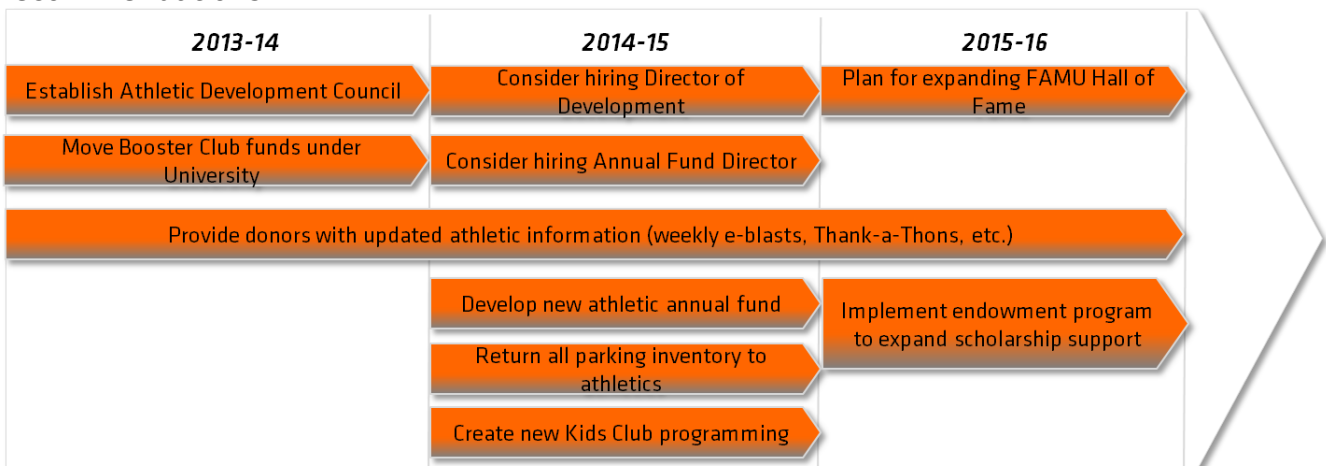 2013-14
2014-15
2015-16
Establish Athletic Development Council
Consider hiring Director of
Development
Plan for expanding FAMU Hall of
Fame
Move Booster Club funds under
University
Consider hiring Annual Fund Director
Provide donors with updated athletic information (weekly e-blasts, Thank-a-Thons, etc.)
Develop new athletic annual fund
Implement endowment program
to expand scholarship support
Return all parking inventory to
athletics
Create new Kids Club programming